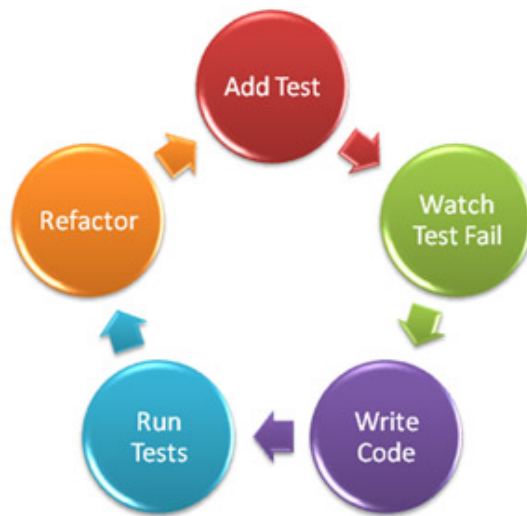 Add Test
Watch
Test Fail
Write
Code
Run
Tests
Refactor